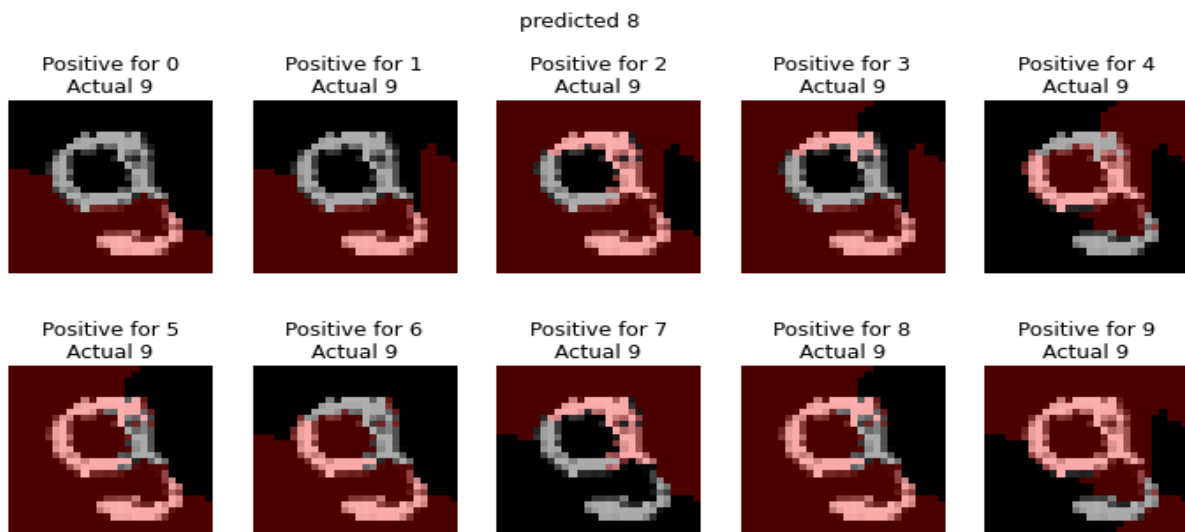 predicted 8
Positive for 0
Actual 9
Positive for 1
Actual 9
Positive for 2
Actual 9
Positive for 3
Actual 9
Positive for 4
Actual 9
Positive for 5
Actual 9
Positive for 6
Actual 9
Positive for 7
Actual 9
Positive for 8
Actual 9
Positive for 9
Actual 9